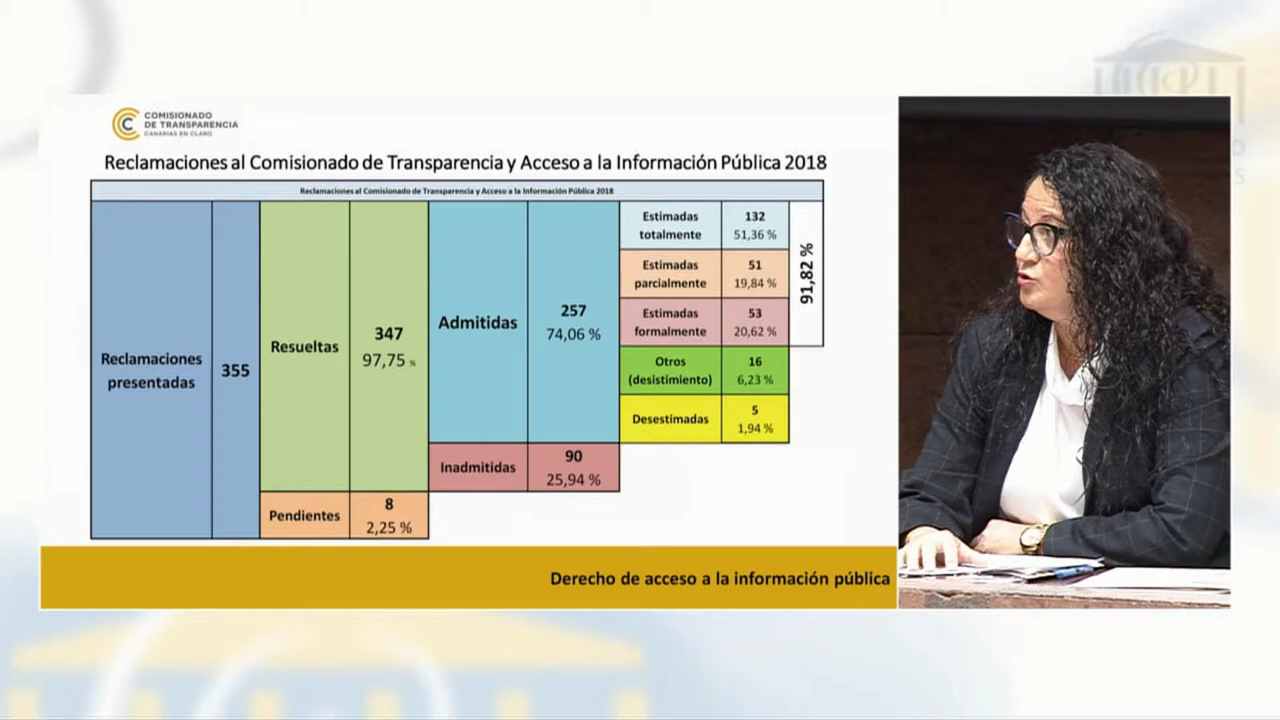 COMISIONADO
DE TRANSPARENCIA
CANARIAS EN CLARO
Reclamaciones al Comisionado de Transparencia y Acceso a la Información Pública 2018
Reclamaciones al Comisionado de Transparencia y Acceso a la Información Pública 2018
Reclamaciones
presentadas
355
Resueltas
347
97,75 %
Pendientes
8
2,25 %
Admitidas
257
74,06 %
Inadmitidas
90
25,94 %
Estimadas
totalmente
132
51,36 %
Estimadas
parcialmente
51
19,84 %
Estimadas
formalmente
53
20,62 %
Otros
(desistimiento)
16
6,23 %
Desestimadas
5
1,94 %
91,82 %
Derecho de acceso a la información pública